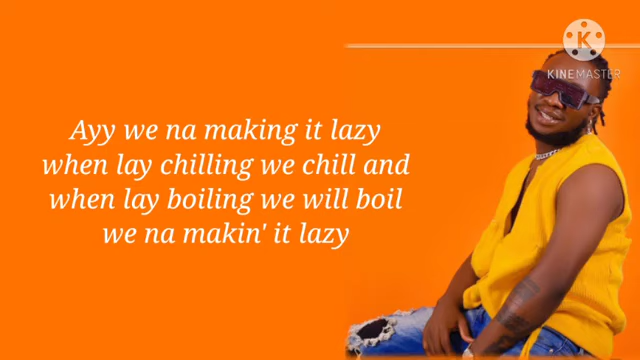 K
KINEMASTER
Ayy we na making it lazy
when lay chilling we chill and
when lay boiling we will boil
we na makin' it lazy